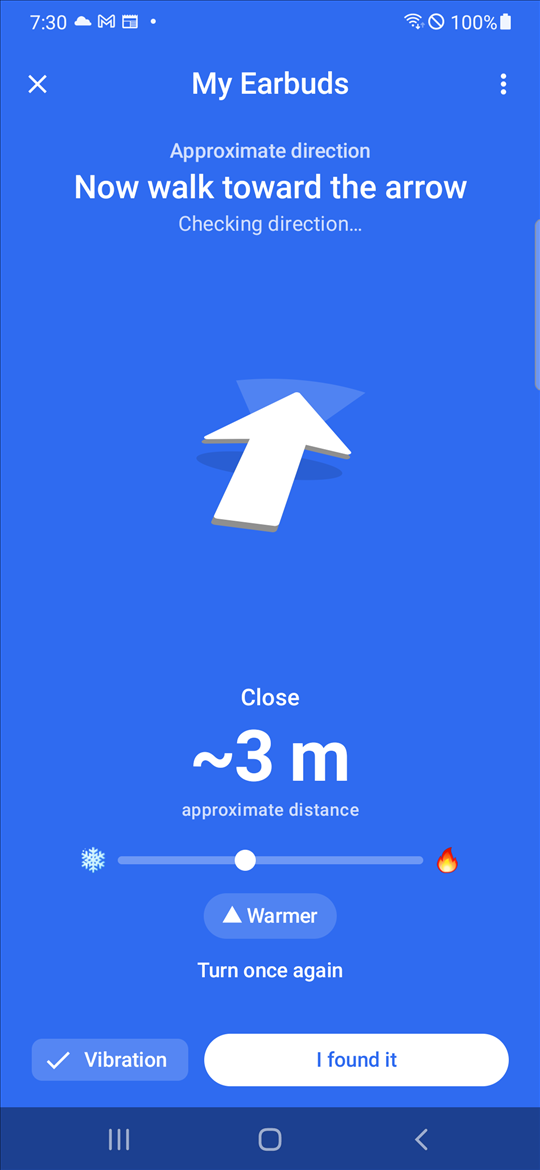 7:30
100%
My Earbuds
Approximate direction
Now walk toward the arrow
Checking direction…
Close
~3 m
approximate distance
Warmer
Turn once again
Vibration
I found it